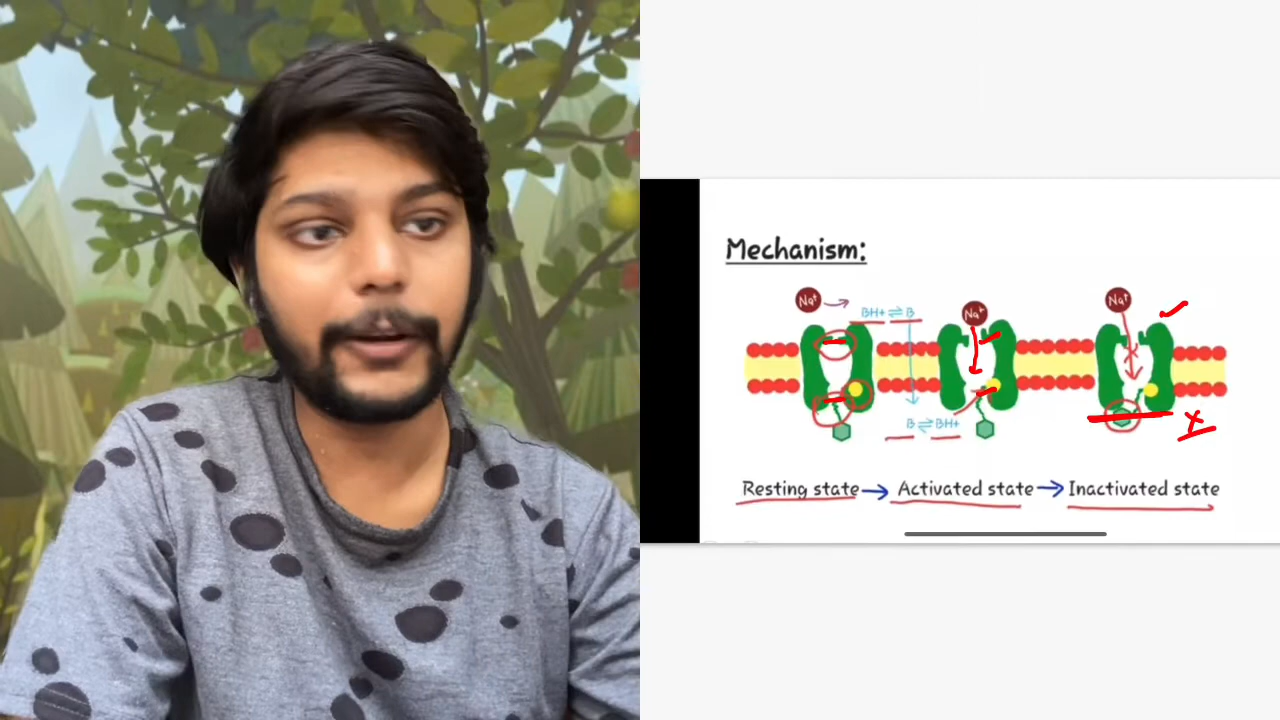 Mechanism:
Na+ Na+ Na+
BH+ ⇌ B
B ⇌ BH+
Resting state → Activated state → Inactivated state